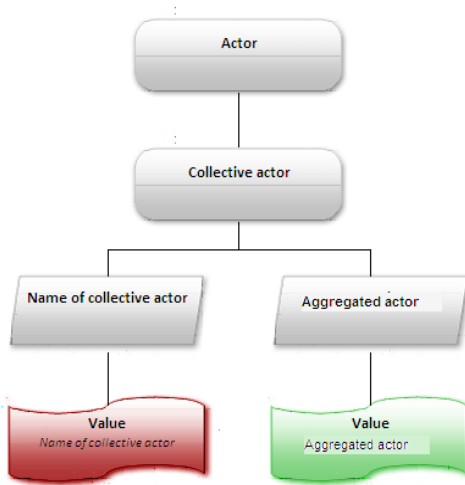 Actor
Collective actor
Name of collective actor
Aggregated actor
Value
Name of collective actor
Value
Aggregated actor